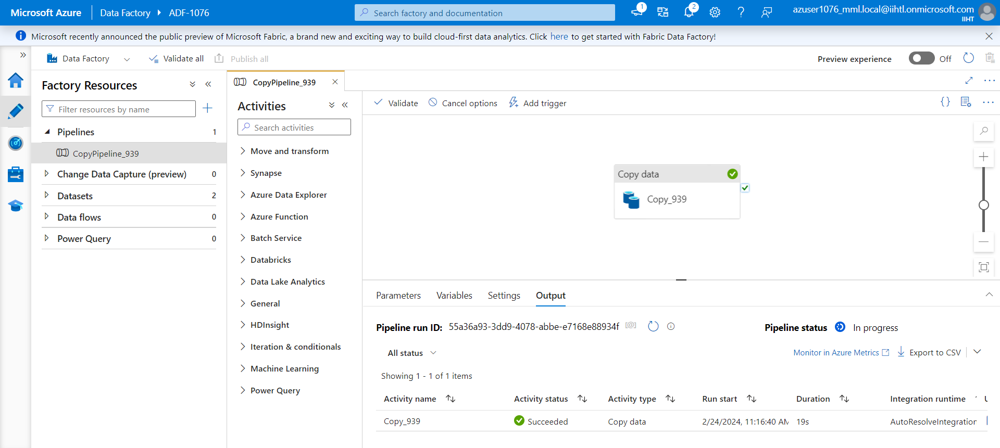 Microsoft Azure
Data Factory
ADF-1076
Search factory and documentation
1
2
azuser1076_mml.local@iihtl.onmicrosoft.com
IIHT
Microsoft recently announced the public preview of Microsoft Fabric, a brand new and exciting way to build cloud-first data analytics. Click here to get started with Fabric Data Factory!
Data Factory
Validate all
Publish all
Preview experience
Off
Factory Resources
Filter resources by name
Pipelines 1
CopyPipeline_939
Change Data Capture (preview) 0
Datasets 2
Data flows 0
Power Query 0
CopyPipeline_939
Activities
Search activities
Move and transform
Synapse
Azure Data Explorer
Azure Function
Batch Service
Databricks
Data Lake Analytics
General
HDInsight
Iteration & conditionals
Machine Learning
Power Query
Validate
Cancel options
Add trigger
Copy data
Copy_939
Parameters
Variables
Settings
Output
Pipeline run ID: 55a36a93-3dd9-4078-abbe-e7168e88934f
Pipeline status In progress
All status
Monitor in Azure Metrics
Export to CSV
Showing 1 - 1 of 1 items
Activity name Activity status Activity type Run start Duration Integration runtime
Copy_939 Succeeded Copy data 2/24/2024, 11:16:40 AM 19s AutoResolveIntegration